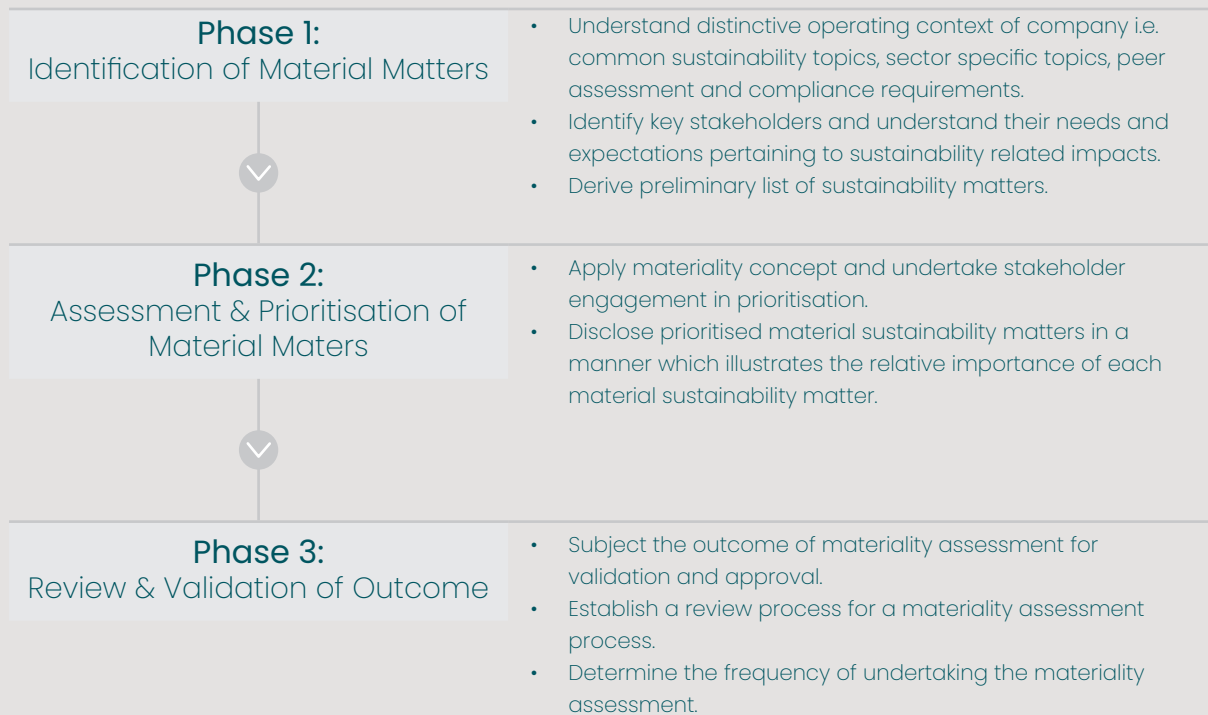 Phase 1:
Identification of Material Matters
• Understand distinctive operating context of company i.e.
common sustainability topics, sector specific topics, peer
assessment and compliance requirements.
• Identify key stakeholders and understand their needs and
expectations pertaining to sustainability related impacts.
• Derive preliminary list of sustainability matters.
Phase 2:
Assessment & Prioritisation of
Material Maters
• Apply materiality concept and undertake stakeholder
engagement in prioritisation.
• Disclose prioritised material sustainability matters in a
manner which illustrates the relative importance of each
material sustainability matter.
Phase 3:
Review & Validation of Outcome
• Subject the outcome of materiality assessment for
validation and approval.
• Establish a review process for a materiality assessment
process.
• Determine the frequency of undertaking the materiality
assessment.